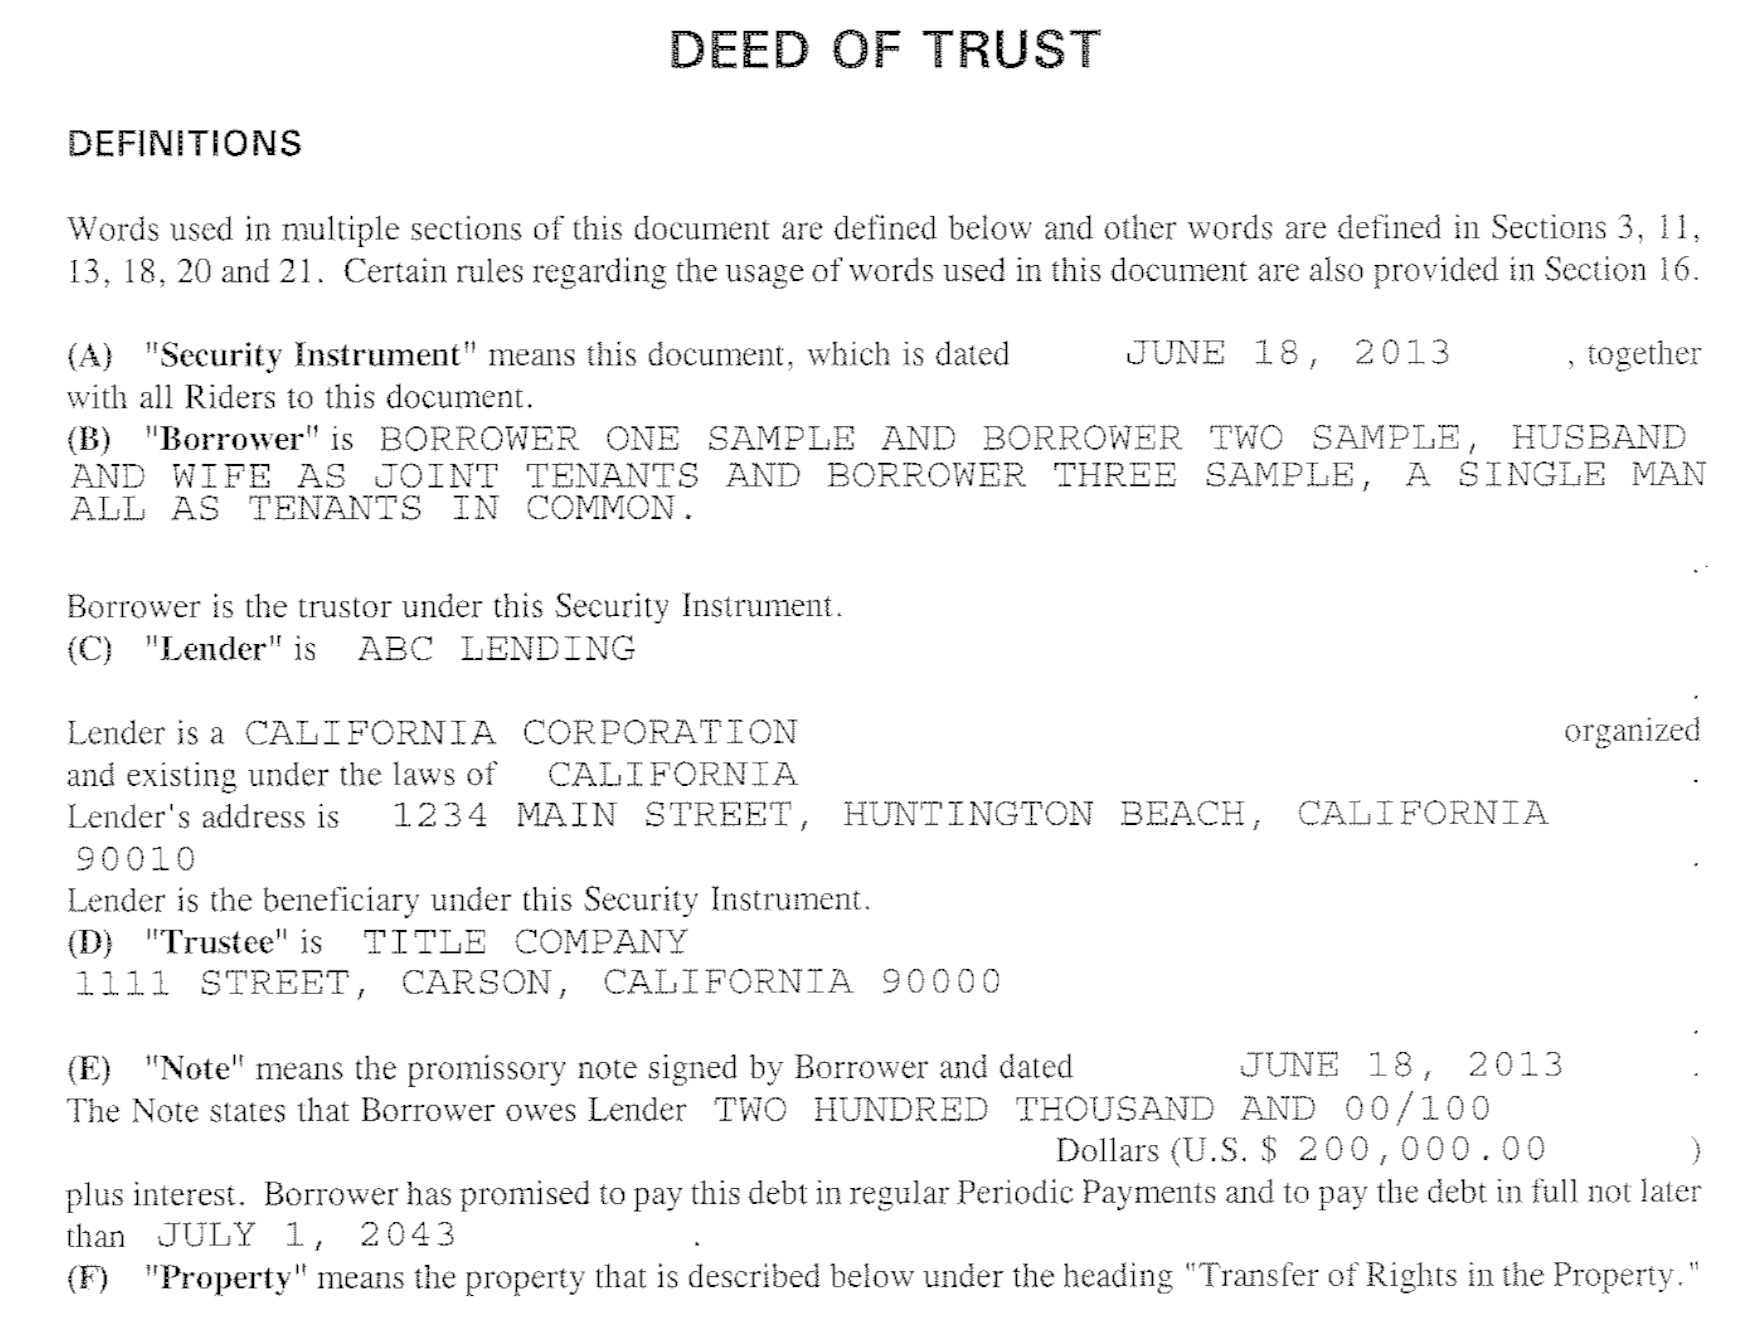 DEED OF TRUST
DEFINITIONS
Words used in multiple sections of this document are defined below and other words are defined in Sections 3, 11,
13, 18, 20 and 21. Certain rules regarding the usage of words used in this document are also provided in Section 16.
(A) "Security Instrument" means this document, which is dated JUNE 18, 2013 , together
with all Riders to this document.
(B) "Borrower" is BORROWER ONE SAMPLE AND BORROWER TWO SAMPLE, HUSBAND
AND WIFE AS JOINT TENANTS AND BORROWER THREE SAMPLE, A SINGLE MAN
ALL AS TENANTS IN COMMON.
.
Borrower is the trustor under this Security Instrument.
(C) "Lender" is ABC LENDING
.
Lender is a CALIFORNIA CORPORATION organized
and existing under the laws of CALIFORNIA .
Lender's address is 1234 MAIN STREET, HUNTINGTON BEACH, CALIFORNIA
90010 .
Lender is the beneficiary under this Security Instrument.
(D) "Trustee" is TITLE COMPANY
1111 STREET, CARSON, CALIFORNIA 90000
.
(E) "Note" means the promissory note signed by Borrower and dated JUNE 18, 2013 .
The Note states that Borrower owes Lender TWO HUNDRED THOUSAND AND 00/100
Dollars (U.S. $ 200,000.00 )
plus interest. Borrower has promised to pay this debt in regular Periodic Payments and to pay the debt in full not later
than JULY 1, 2043 .
(F) "Property" means the property that is described below under the heading "Transfer of Rights in the Property."